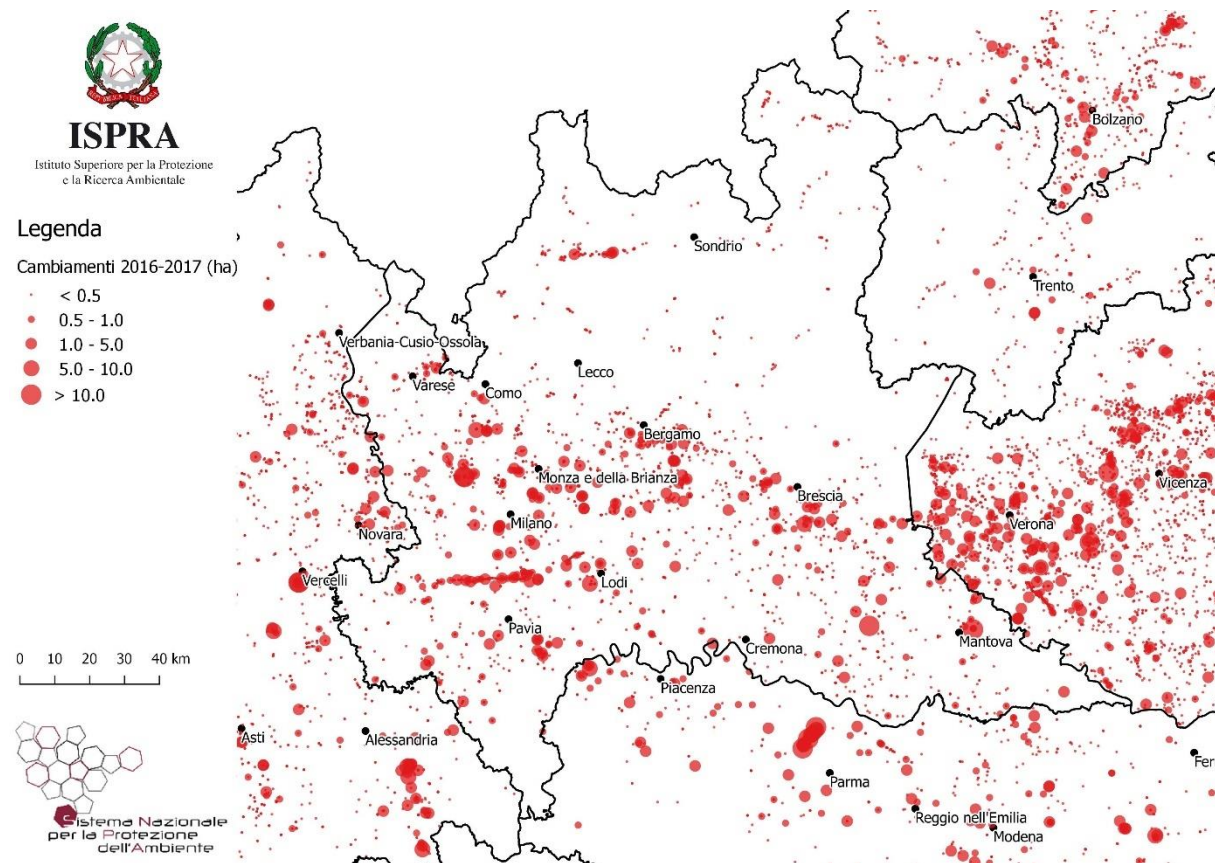 REPUBBLICA ITALIANA
ISPRA
Istituto Superiore per la Protezione
e la Ricerca Ambientale
Legenda
Cambiamenti 2016-2017 (ha)
< 0.5
0.5 - 1.0
1.0 - 5.0
5.0 - 10.0
> 10.0
0 10 20 30 40 km
Sistema Nazionale
per la Protezione
dell'Ambiente
Bolzano
Sondrio
Trento
Verbania-Cusio-Ossola
Lecco
Varese
Como
Bergamo
Monza e della Brianza
Vicenza
Brescia
Milano
Verona
Novara
Vercelli
Lodi
Pavia
Mantova
Cremona
Piacenza
Asti
Alessandria
Fer
Parma
Reggio nell'Emilia
Modena